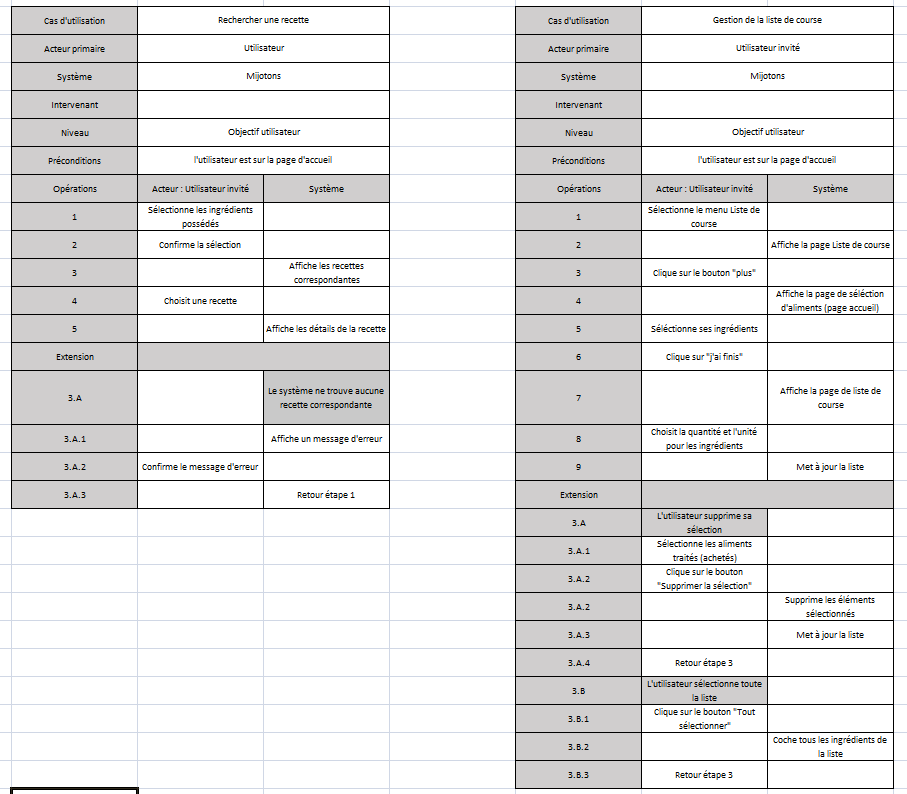 Cas d'utilisation
Rechercher une recette
Acteur primaire
Utilisateur
Système
Mijotons
Intervenant
Niveau
Objectif utilisateur
Préconditions
l'utilisateur est sur la page d'accueil
Opérations
Acteur : Utilisateur invité
Système
1
Sélectionne les ingrédients
possédés
2
Confirme la sélection
3
Affiche les recettes
correspondantes
4
Choisit une recette
5
Affiche les détails de la recette
Extension
3.A
Le système ne trouve aucune
recette correspondante
3.A.1
Affiche un message d'erreur
3.A.2
Confirme le message d'erreur
3.A.3
Retour étape 1
Cas d'utilisation
Gestion de la liste de course
Acteur primaire
Utilisateur invité
Système
Mijotons
Intervenant
Niveau
Objectif utilisateur
Préconditions
l'utilisateur est sur la page d'accueil
Opérations
Acteur : Utilisateur invité
Système
1
Sélectionne le menu Liste de
course
2
Affiche la page Liste de course
3
Clique sur le bouton "plus"
4
Affiche la page de séléction
d'aliments (page accueil)
5
Séléctionne ses ingrédients
6
Clique sur "j'ai finis"
7
Affiche la page de liste de
course
8
Choisit la quantité et l'unité
pour les ingrédients
9
Met à jour la liste
Extension
3.A
L'utilisateur supprime sa
sélection
3.A.1
Sélectionne les aliments
traités (achetés)
3.A.2
Clique sur le bouton
"Supprimer la sélection"
3.A.2
Supprime les éléments
sélectionnés
3.A.3
Met à jour la liste
3.A.4
Retour étape 3
3.B
L'utilisateur sélectionne toute
la liste
3.B.1
Clique sur le bouton "Tout
sélectionner"
3.B.2
Coche tous les ingrédients de
la liste
3.B.3
Retour étape 3